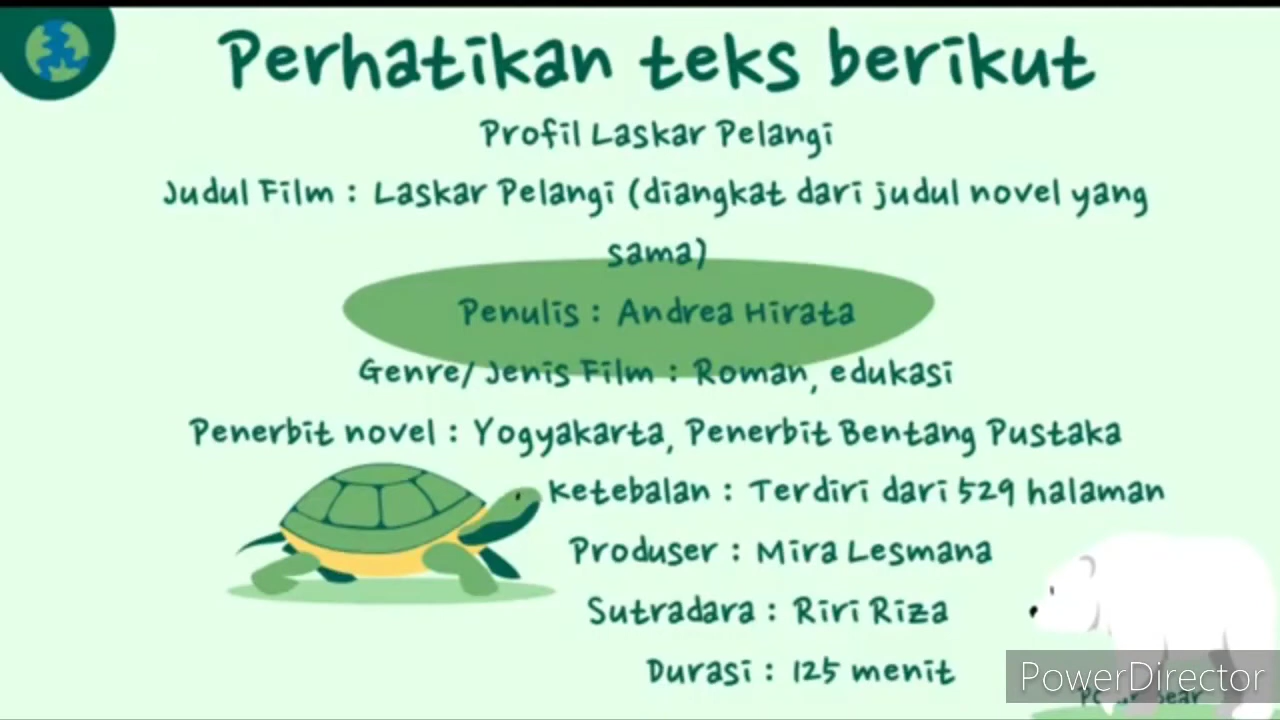 Perhatikan teks berikut
Profil Laskar Pelangi
Judul Film : Laskar Pelangi (diangkat dari judul novel yang
sama)
Penulis : Andrea Hirata
Genre/ Jenis Film : Roman, edukasi
Penerbit novel : Yogyakarta, Penerbit Bentang Pustaka
Ketebalan : Terdiri dari 529 halaman
Produser : Mira Lesmana
Sutradara : Riri Riza
Durasi : 125 menit
PowerDirector